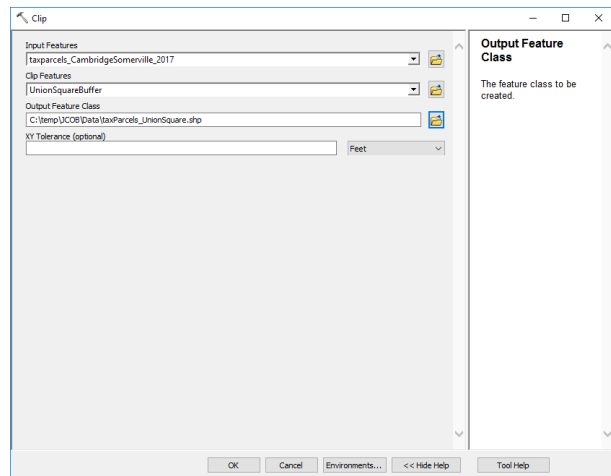 Clip
Input Features
taxparcels_CambridgeSomerville_2017
Clip Features
UnionSquareBuffer
Output Feature Class
C:\temp\JCOB\Data\taxParcels_UnionSquare.shp
XY Tolerance (optional)
Feet
Output Feature
Class
The feature class to be
created.
OK
Cancel
Environments...
<< Hide Help
Tool Help